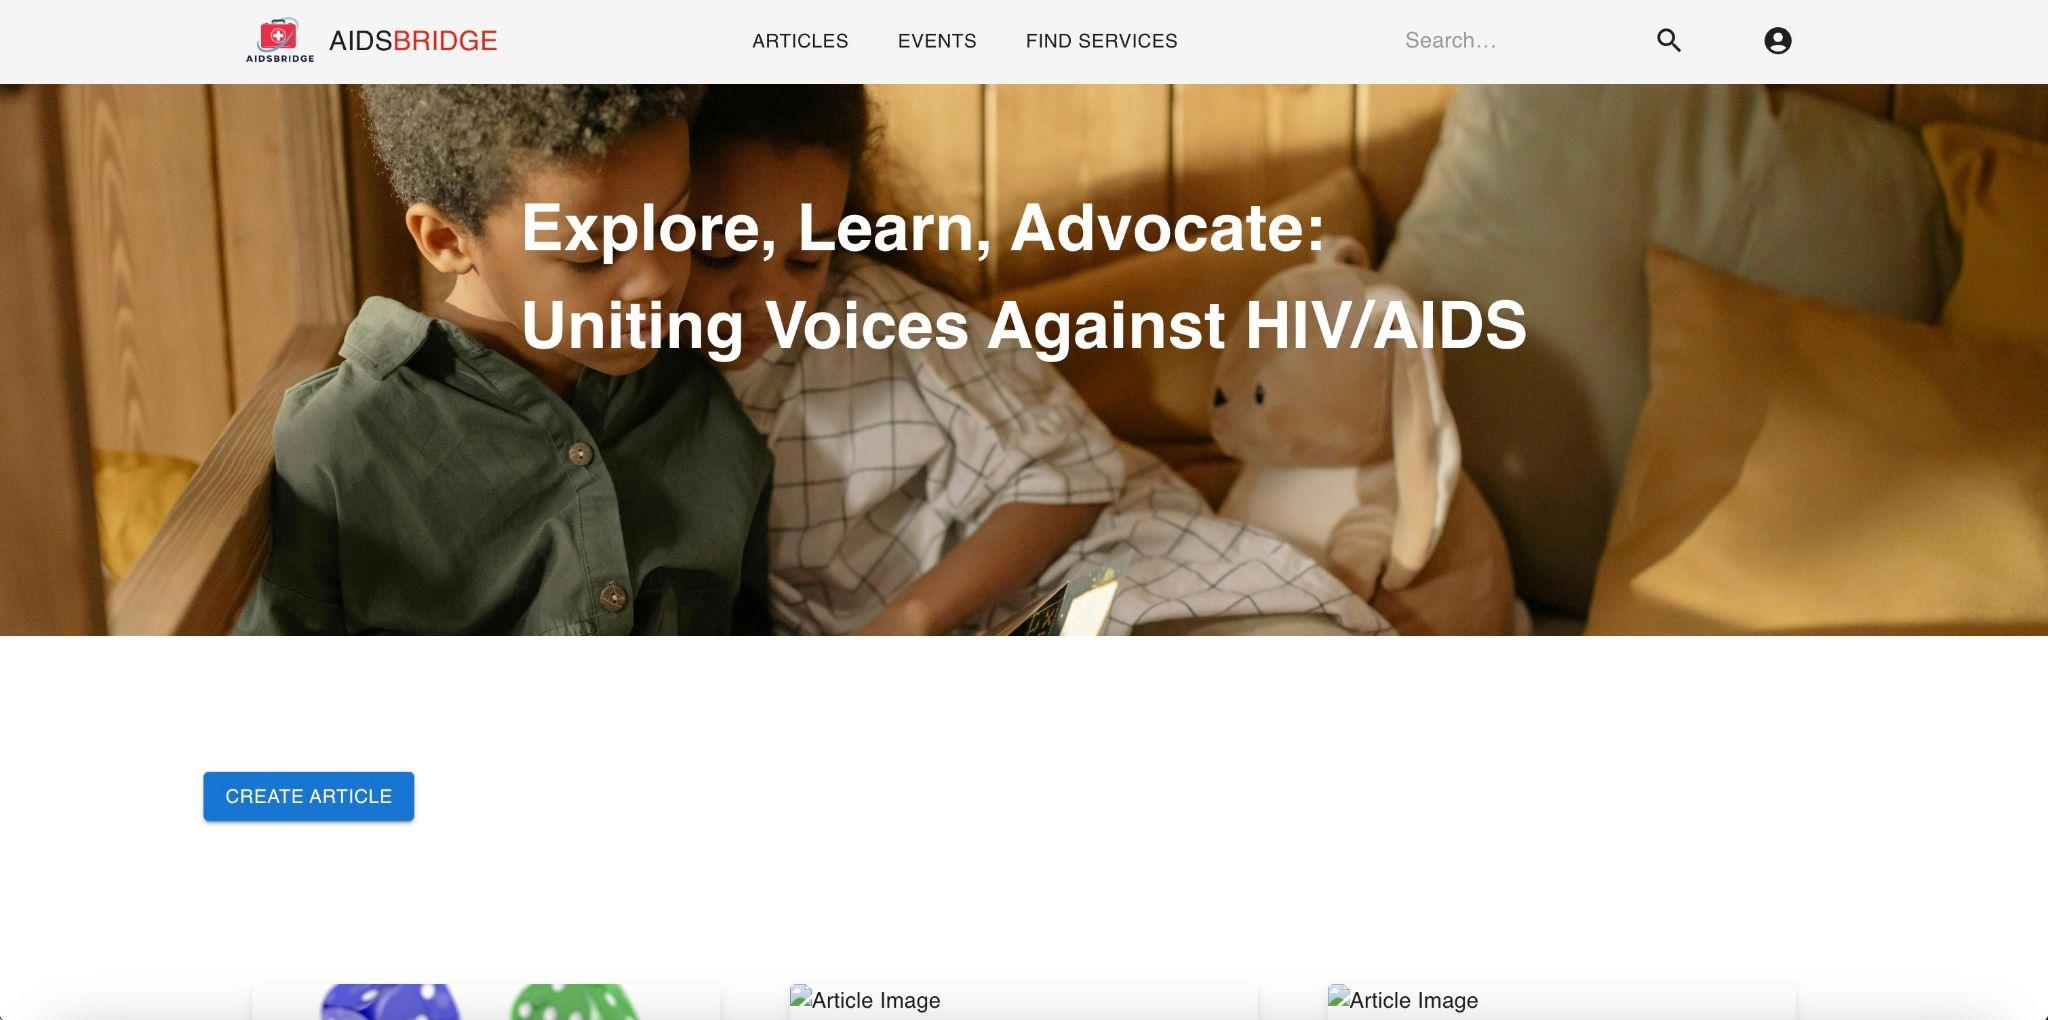 AIDSBRIDGE
AIDSBRIDGE
ARTICLES
EVENTS
FIND SERVICES
Search...
Explore, Learn, Advocate:
Uniting Voices Against HIV/AIDS
CREATE ARTICLE
Article Image
Article Image